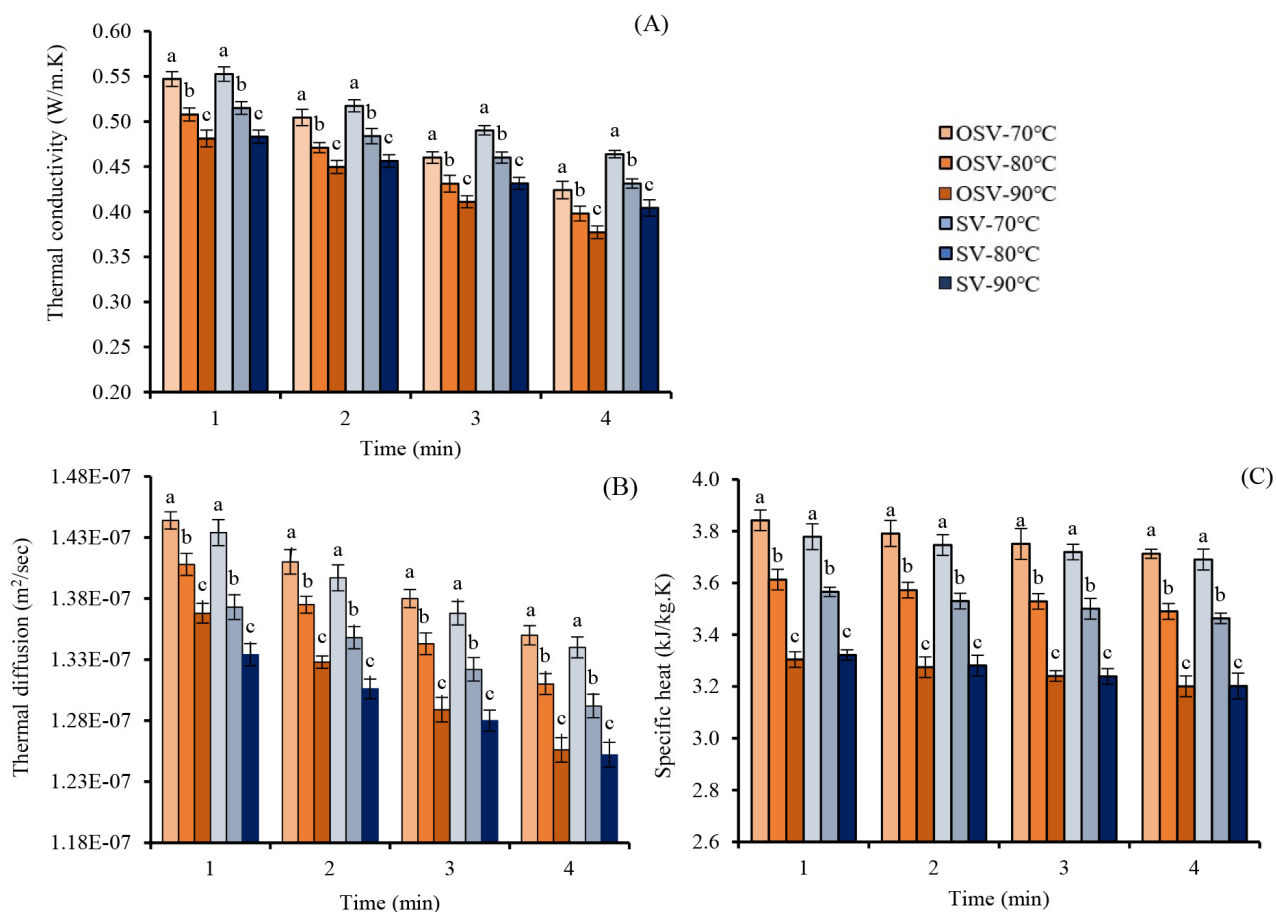 (A)
Thermal conductivity (W/m.K)
0.60
0.55
0.50
0.45
0.40
0.35
0.30
0.25
0.20
a b c a b c
a b c a b c
a b c a b c
a b c a b c
1 2 3 4
Time (min)
OSV-70°C
OSV-80°C
OSV-90°C
SV-70°C
SV-80°C
SV-90°C
(B)
Thermal diffusion (m²/sec)
1.48E-07
1.43E-07
1.38E-07
1.33E-07
1.28E-07
1.23E-07
1.18E-07
a b c a b c
a b c a b c
a b c a b c
a b c a b c
1 2 3 4
Time (min)
(C)
Specific heat (kJ/kg.K)
4.0
3.8
3.6
3.4
3.2
3.0
2.8
2.6
a b c a b c
a b c a b c
a b c a b c
a b c a b c
1 2 3 4
Time (min)